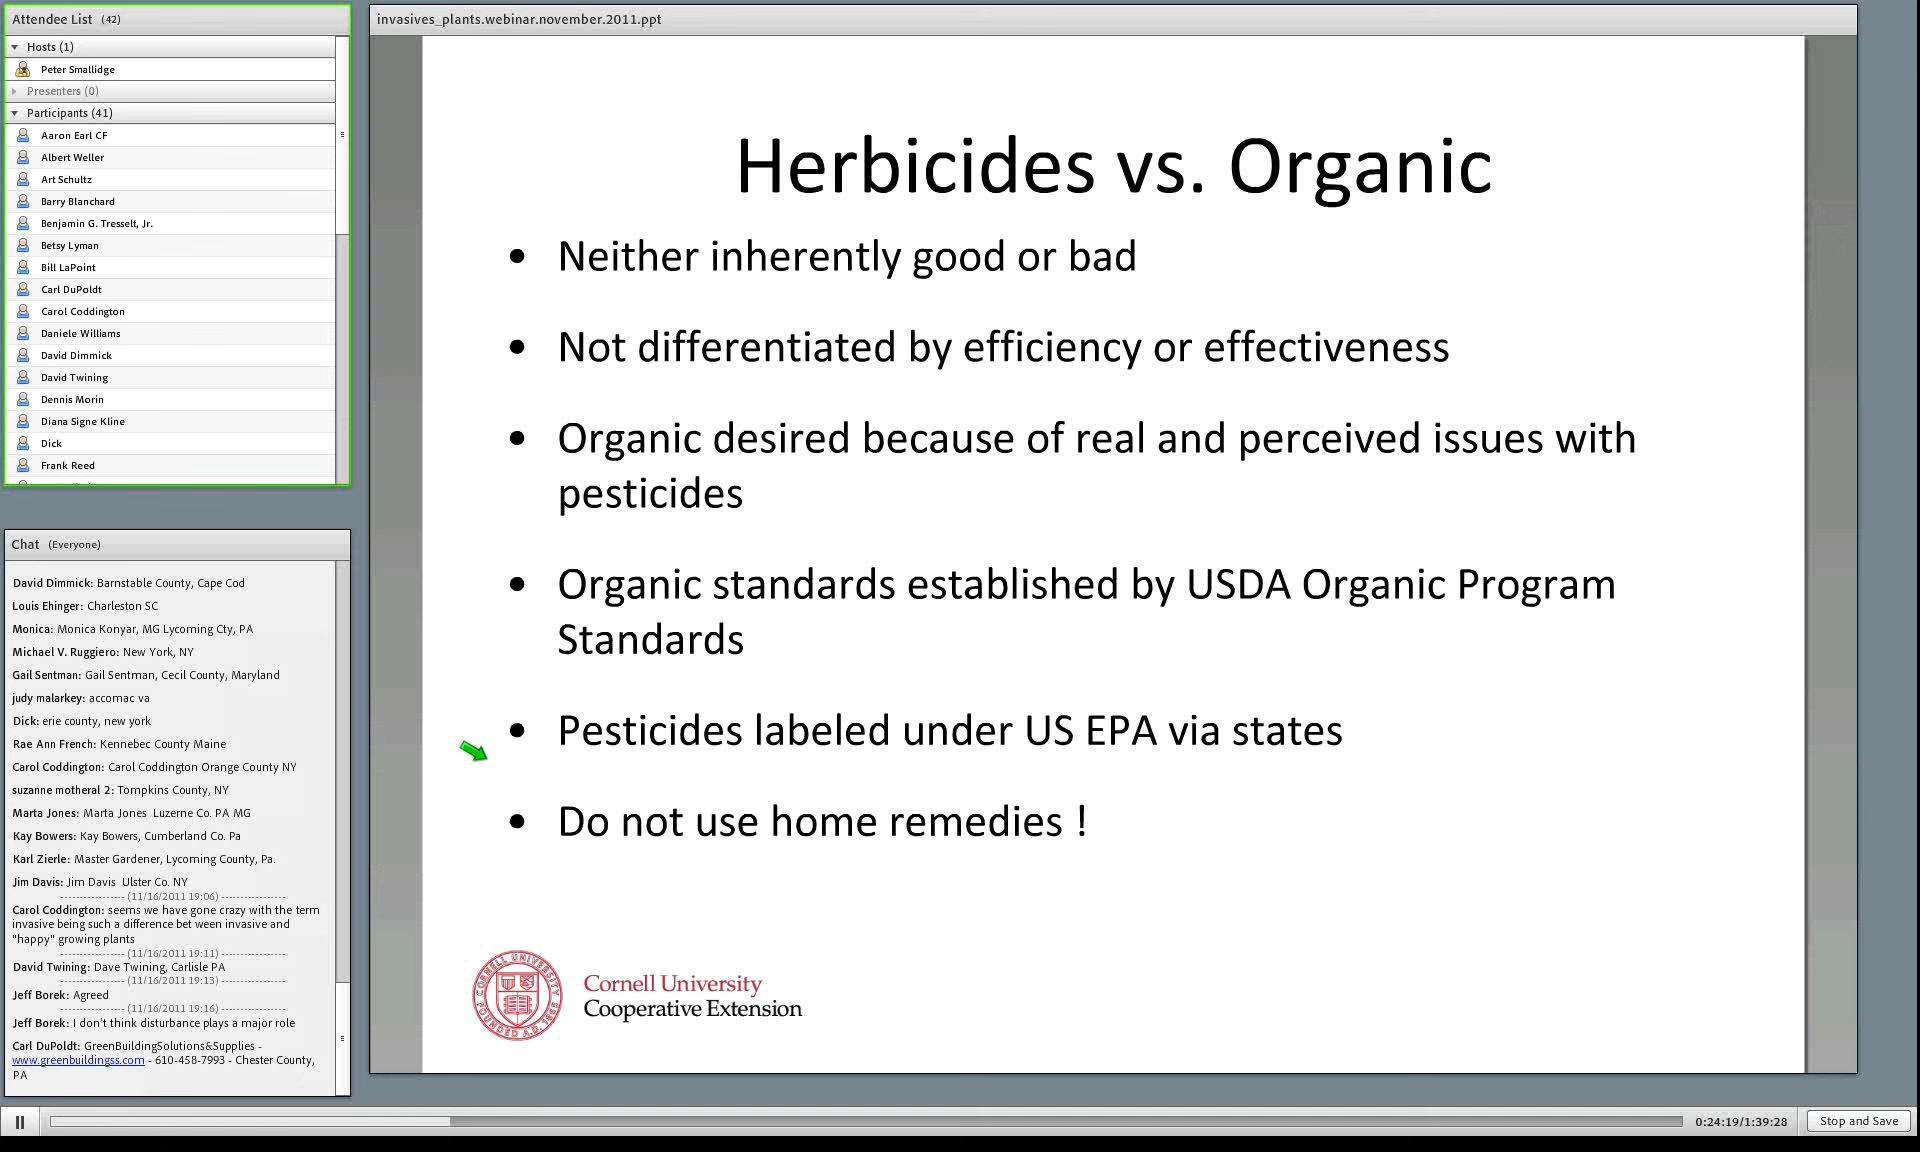 Attendee List (42)
Hosts (1)
Peter Smallidge
Presenters (0)
Participants (41)
Aaron Earl CF
Albert Weller
Art Schultz
Barry Blanchard
Benjamin G. Tresselt, Jr.
Betsy Lyman
Bill LaPoint
Carl DuPoldt
Carol Coddington
Daniele Williams
David Dimmick
David Twining
Dennis Morin
Diana Signe Kline
Dick
Frank Reed
Chat (Everyone)
David Dimmick: Barnstable County, Cape Cod
Louis Ehinger: Charleston SC
Monica: Monica Konyar, MG Lycoming Cty, PA
Michael V. Ruggiero: New York, NY
Gail Sentman: Gail Sentman, Cecil County, Maryland
judy malarkey: accomac va
Dick: erie county, new york
Rae Ann French: Kennebec County Maine
Carol Coddington: Carol Coddington Orange County NY
suzanne motheral 2: Tompkins County, NY
Marta Jones: Marta Jones Luzerne Co. PA MG
Kay Bowers: Kay Bowers, Cumberland Co. Pa
Karl Zierle: Master Gardener, Lycoming County, Pa.
Jim Davis: Jim Davis Ulster Co. NY
----------------- (11/16/2011 19:06) -----------------
Carol Coddington: seems we have gone crazy with the term
invasive being such a difference bet ween invasive and
"happy" growing plants
----------------- (11/16/2011 19:11) -----------------
David Twining: Dave Twining, Carlisle PA
----------------- (11/16/2011 19:13) -----------------
Jeff Borek: Agreed
----------------- (11/16/2011 19:16) -----------------
Jeff Borek: I don't think disturbance plays a major role
Carl DuPoldt: GreenBuildingSolutions&Supplies -
www.greenbuildingss.com - 610-458-7993 - Chester County,
PA
invasives_plants.webinar.november.2011.ppt
Herbicides vs. Organic
• Neither inherently good or bad
• Not differentiated by efficiency or effectiveness
• Organic desired because of real and perceived issues with
pesticides
• Organic standards established by USDA Organic Program
Standards
• Pesticides labeled under US EPA via states
• Do not use home remedies !
CORNELL UNIVERSITY
FOUNDED A.D. 1865
Cornell University
Cooperative Extension
0:24:19/1:39:28
Stop and Save